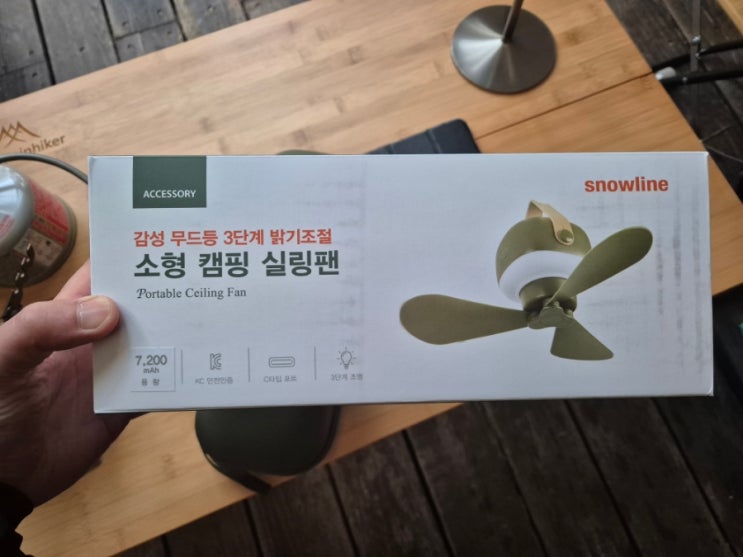 inhiker
ACCESSORY
snowline
감성 무드등 3단계 밝기조절
소형 캠핑 실링팬
Portable Ceiling Fan
7,200
mAh
용 량
KC 안전인증
C타입 포트
3단계 조명